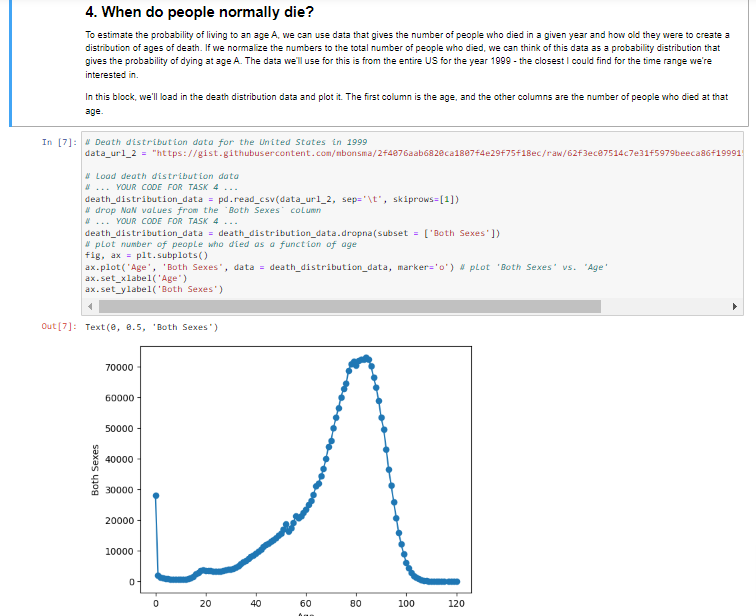 4. When do people normally die?
To estimate the probability of living to an age A, we can use data that gives the number of people who died in a given year and how old they were to create a
distribution of ages of death. If we normalize the numbers to the total number of people who died, we can think of this data as a probability distribution that
gives the probability of dying at age A. The data we'll use for this is from the entire US for the year 1999 - the closest I could find for the time range we're
interested in.
In this block, we'll load in the death distribution data and plot it. The first column is the age, and the other columns are the number of people who died at that
age.
In [7]: # Death distribution data for the United States in 1999
data_url_2 = "https://gist.githubusercontent.com/mbonsma/2f4076aab6820ca1807f4e29f75f18ec/raw/62f3ec07514c7e31f5979beeca86f19991
# Load death distribution data
# ... YOUR CODE FOR TASK 4 ...
death_distribution_data = pd.read_csv(data_url_2, sep='\t', skiprows=[1])
# drop NaN values from the `Both Sexes` column
# ... YOUR CODE FOR TASK 4 ...
death_distribution_data = death_distribution_data.dropna(subset = ['Both Sexes'])
# plot number of people who died as a function of age
fig, ax = plt.subplots()
ax.plot('Age', 'Both Sexes', data = death_distribution_data, marker='o') # plot 'Both Sexes' vs. 'Age'
ax.set_xlabel('Age')
ax.set_ylabel('Both Sexes')
Out[7]: Text(0, 0.5, 'Both Sexes')
70000
60000
50000
40000
30000
20000
10000
0
Both Sexes
0 20 40 60 80 100 120
Age